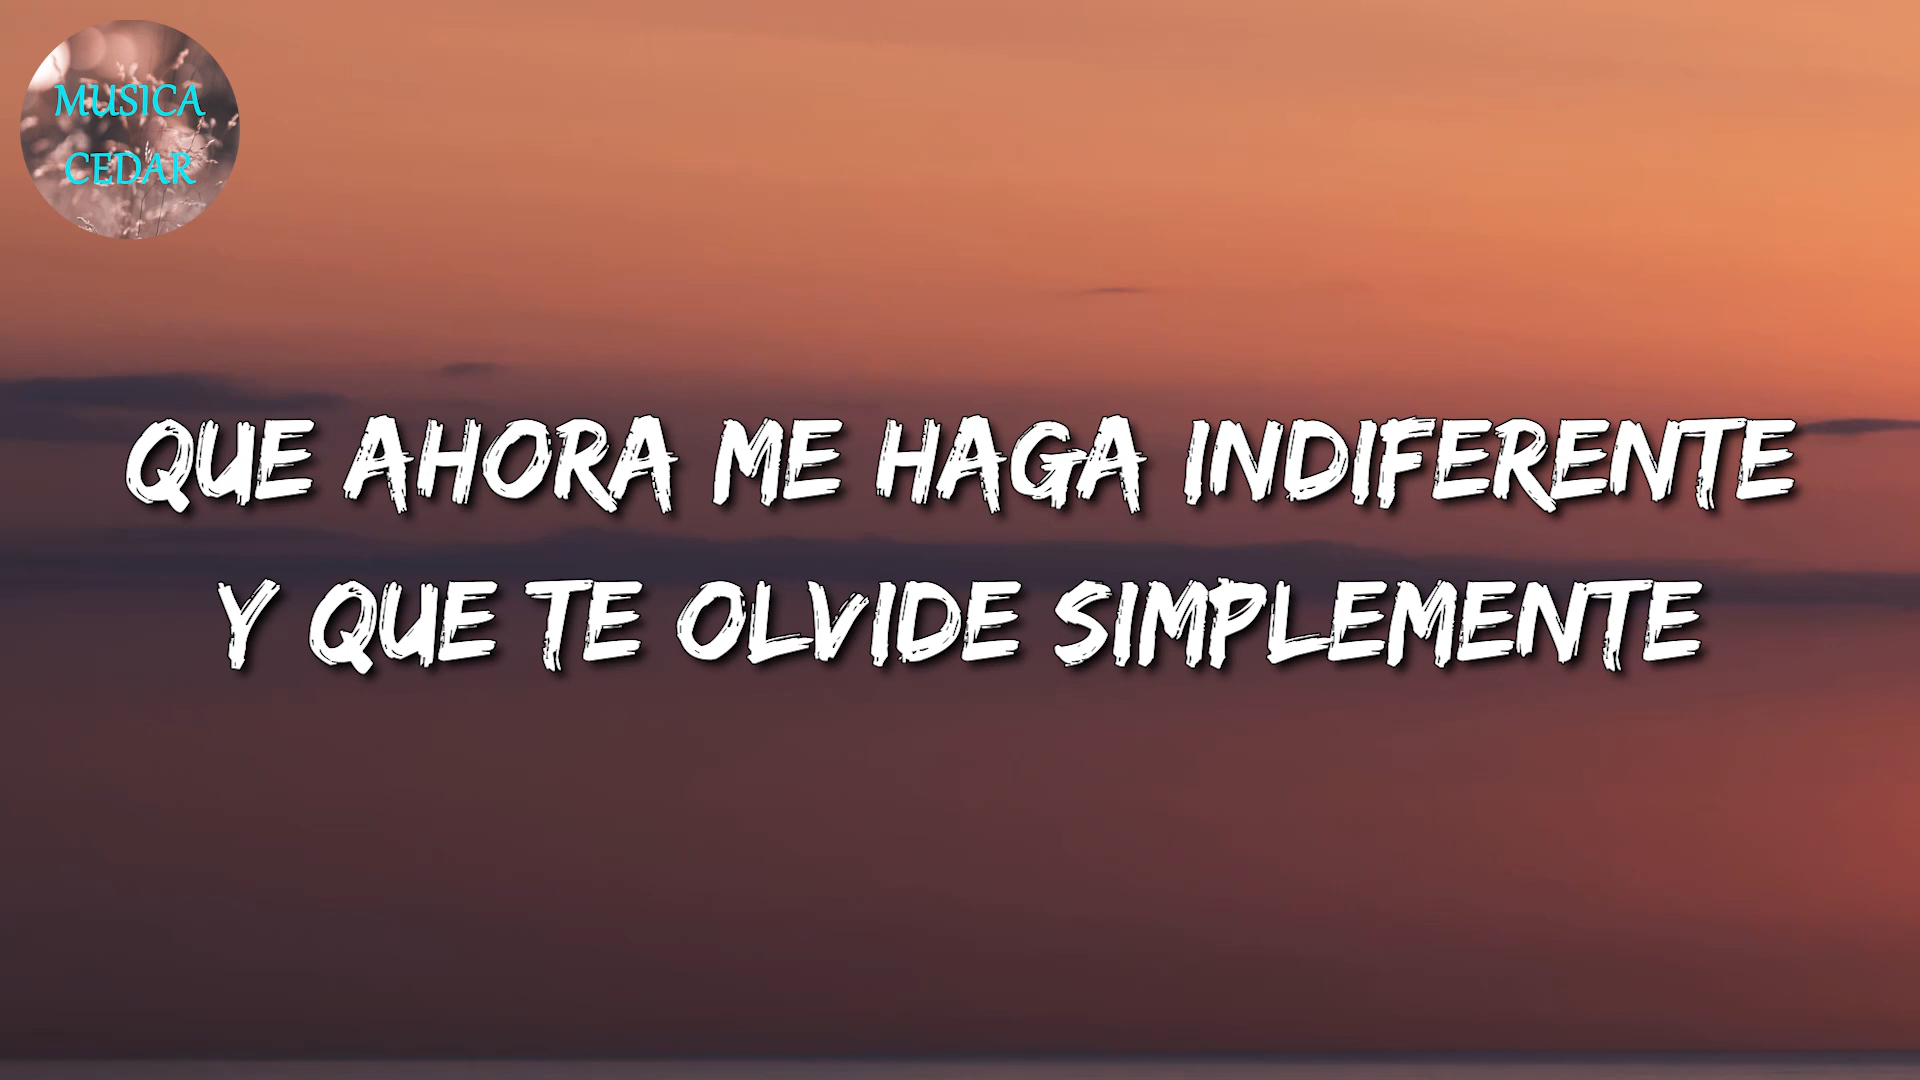 MUSICA
CEDAR
QUE AHORA ME HAGA INDIFERENTE
Y QUE TE OLVIDE SIMPLEMENTE